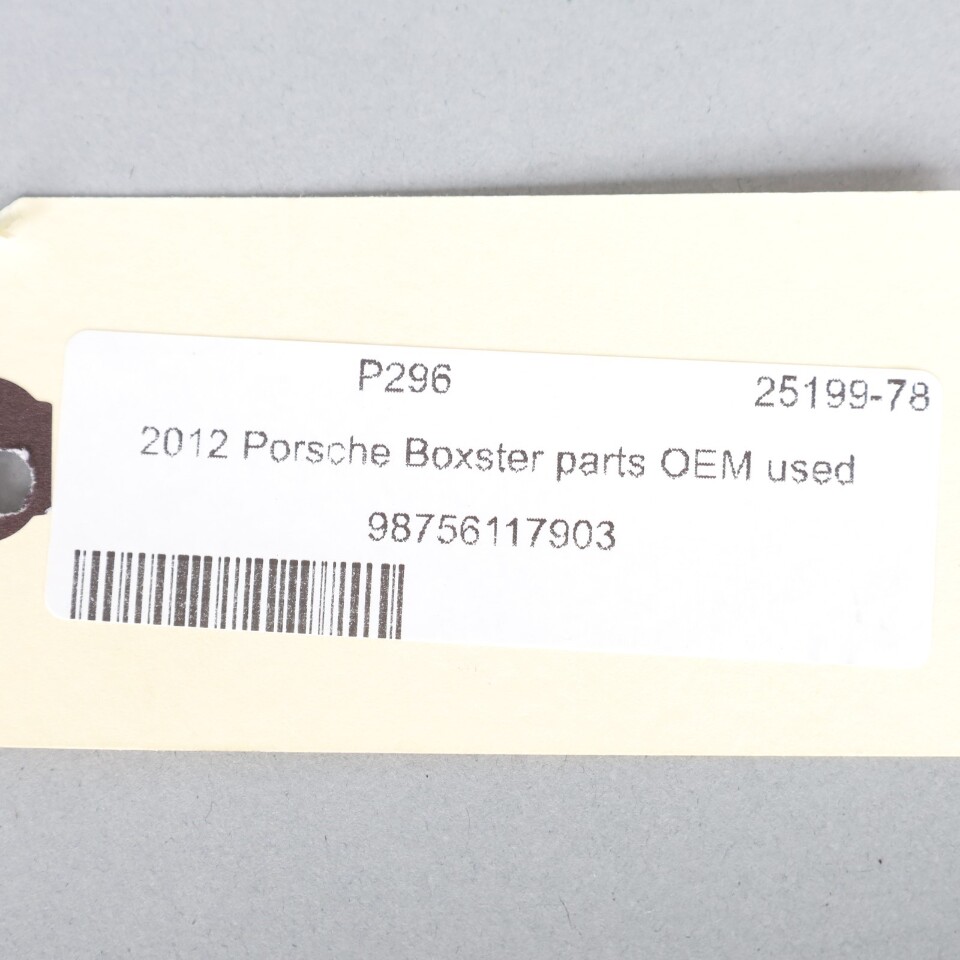 P296 25199-78
2012 Porsche Boxster parts OEM used
98756117903